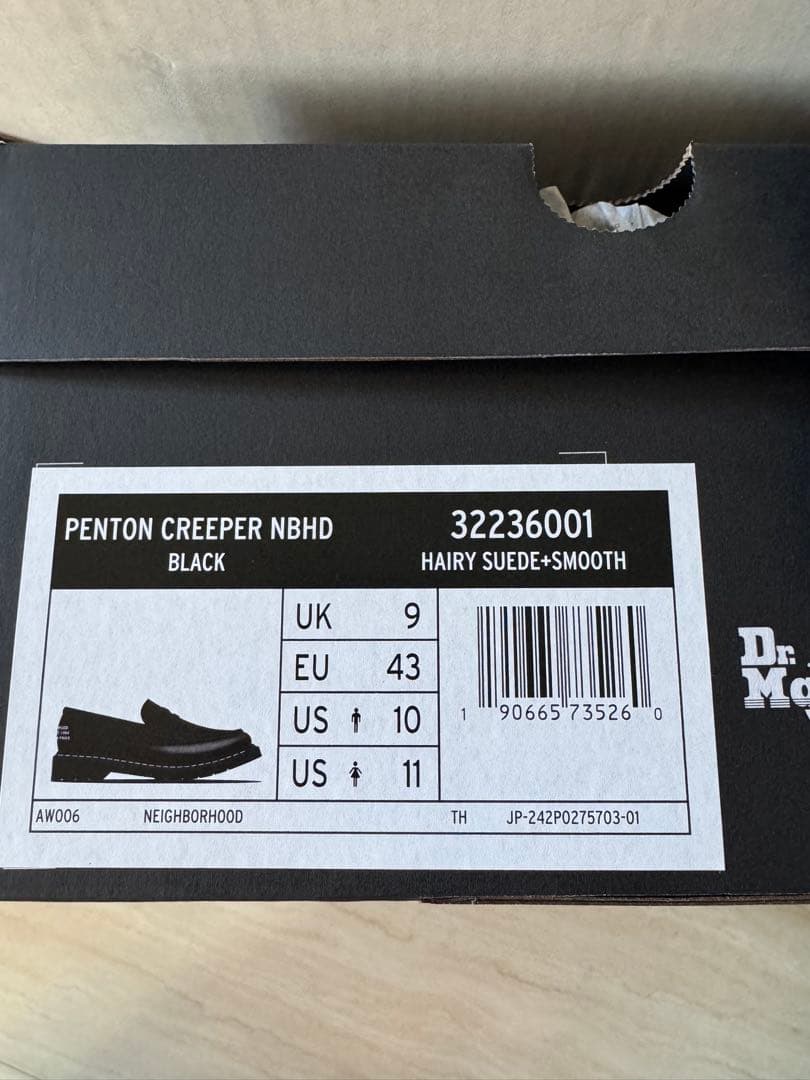 PENTON CREEPER NBHD
BLACK
32236001
HAIRY SUEDE+SMOOTH
UK 9
EU 43
US 10
US 11
1 90665 73526 0
AW006 NEIGHBORHOOD TH JP-242P0275703-01
Dr.